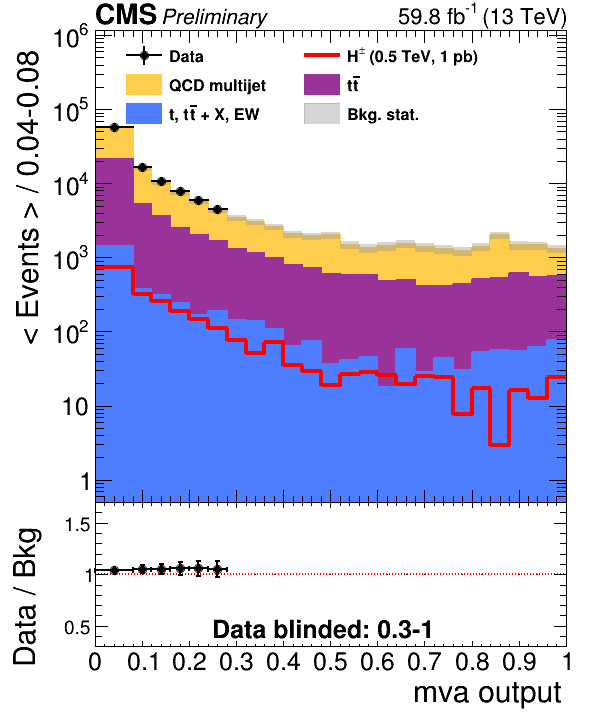 CMS Preliminary 59.8 fb⁻¹ (13 TeV)
10⁶
Data H± (0.5 TeV, 1 pb)
QCD multijet tt̄
10⁵
t, tt̄ + X, EW Bkg. stat.
10⁴
10³
10²
10
1
< Events > / 0.04-0.08
1.5
1
0.5
Data / Bkg
Data blinded: 0.3-1
0 0.1 0.2 0.3 0.4 0.5 0.6 0.7 0.8 0.9 1
mva output